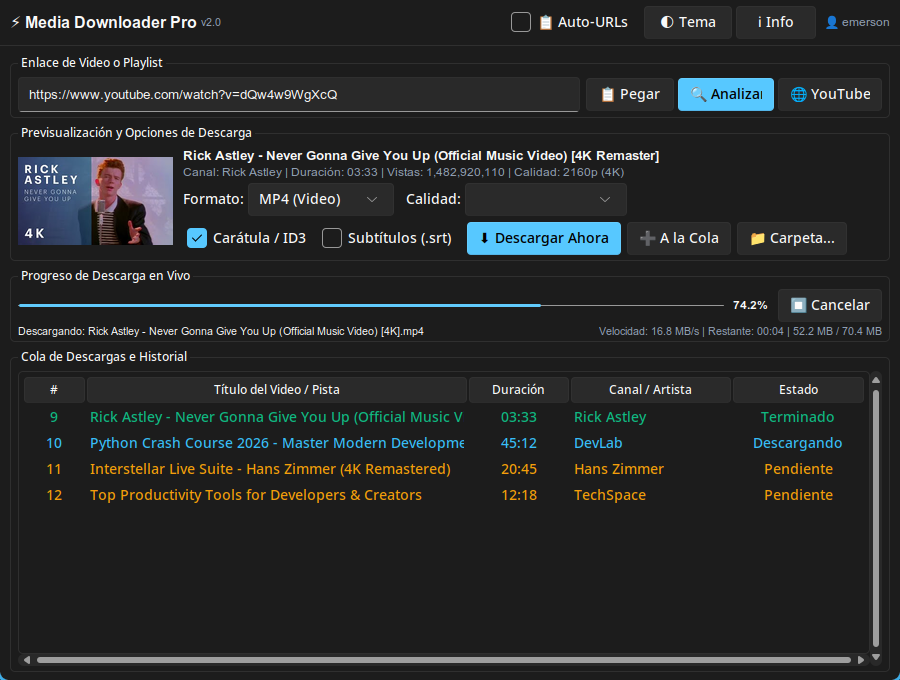 ⚡ Media Downloader Pro v2.0
📋 Auto-URLs
Tema
i Info
emerson
Enlace de Video o Playlist
https://www.youtube.com/watch?v=dQw4w9WgXcQ
Pegar
Analizar
YouTube
Previsualización y Opciones de Descarga
RICK
ASTLEY
NEVER GONNA
GIVE YOU UP
4K
Rick Astley - Never Gonna Give You Up (Official Music Video) [4K Remaster]
Canal: Rick Astley | Duración: 03:33 | Vistas: 1,482,920,110 | Calidad: 2160p (4K)
Formato: MP4 (Video) Calidad:
Carátula / ID3
Subtítulos (.srt)
⬇ Descargar Ahora
➕ A la Cola
📁 Carpeta...
Progreso de Descarga en Vivo
74.2%
Cancelar
Descargando: Rick Astley - Never Gonna Give You Up (Official Music Video) [4K].mp4
Velocidad: 16.8 MB/s | Restante: 00:04 | 52.2 MB / 70.4 MB
Cola de Descargas e Historial
# Título del Video / Pista Duración Canal / Artista Estado
9 Rick Astley - Never Gonna Give You Up (Official Music V 03:33 Rick Astley Terminado
10 Python Crash Course 2026 - Master Modern Developme 45:12 DevLab Descargando
11 Interstellar Live Suite - Hans Zimmer (4K Remastered) 20:45 Hans Zimmer Pendiente
12 Top Productivity Tools for Developers & Creators 12:18 TechSpace Pendiente